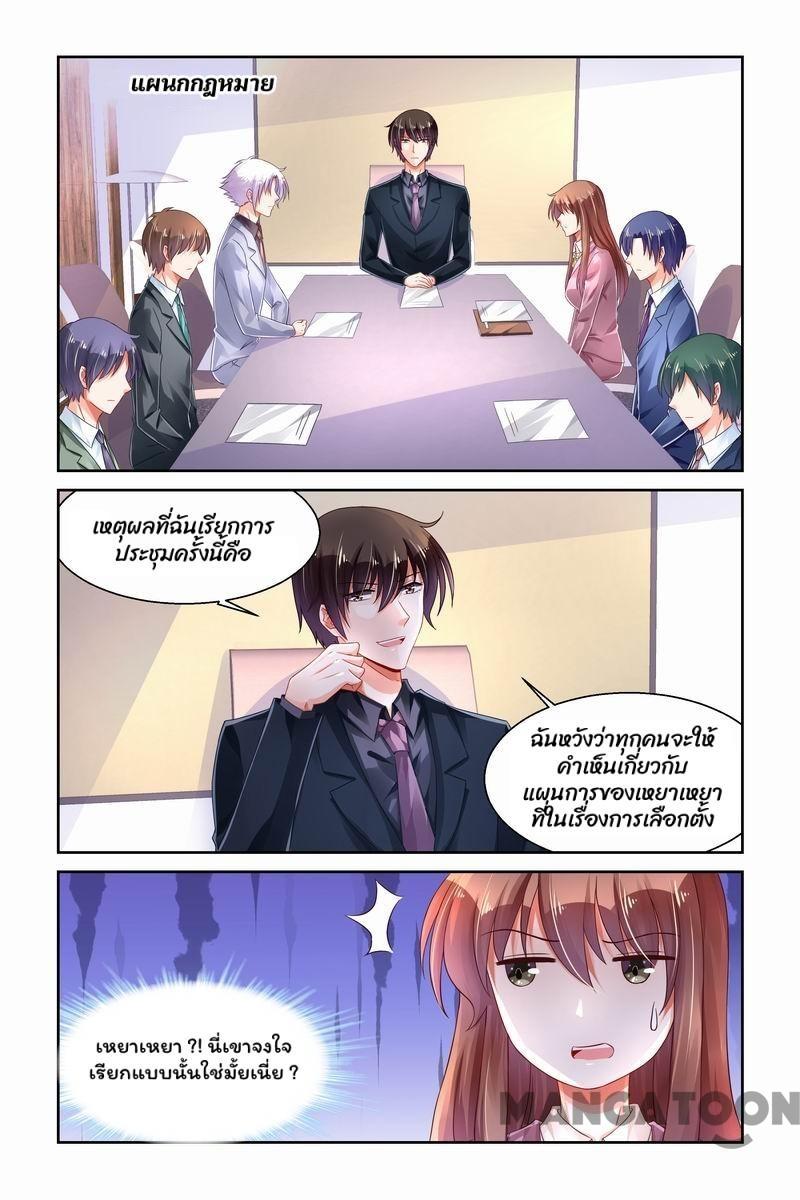 แผนกกฎหมาย
เหตุผลที่ฉันเรียกการ
ประชุมครั้งนี้คือ
ฉันหวังว่าทุกคนจะให้
คำเห็นเกี่ยวกับ
แผนการของเหยาเหยา
ที่ในเรื่องการเลือกตั้ง
เหยาเหยา ?! นี่เขาจงใจ
เรียกแบบนั้นใช่มั้ยเนี่ย ?
MANGATOON